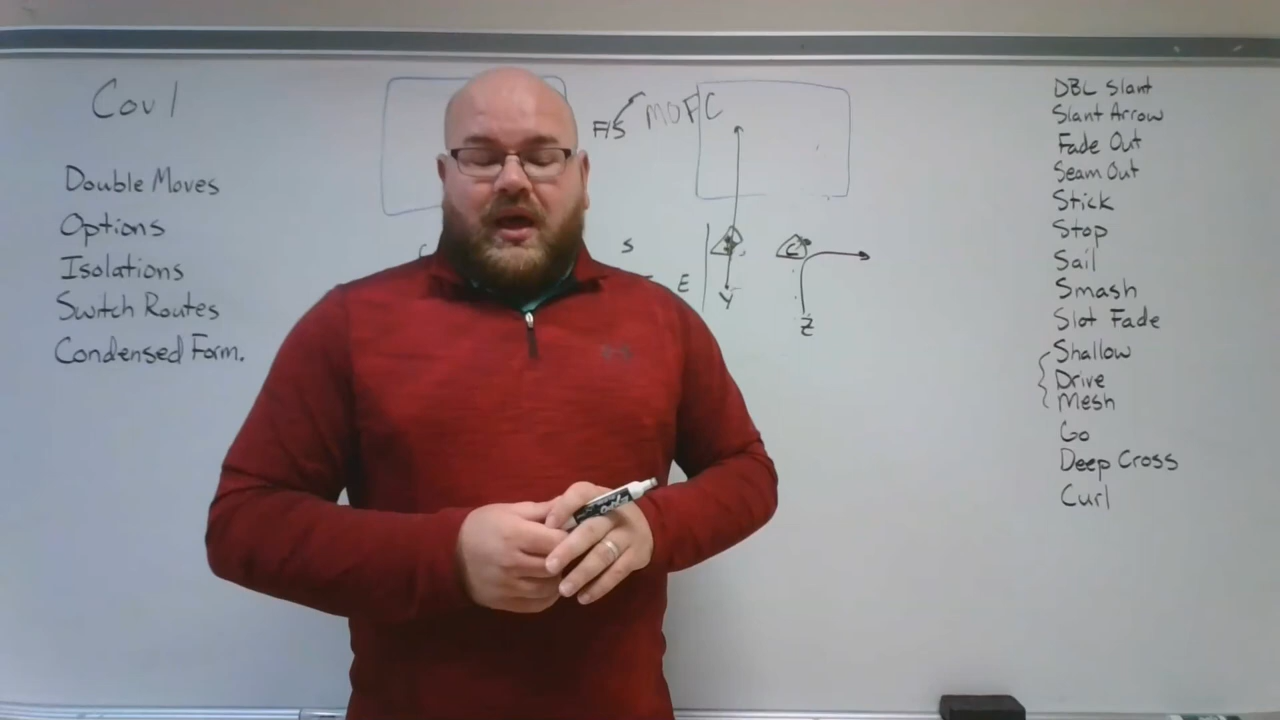 Cov 1
Double Moves
Options
Isolations
Switch Routes
Condensed Form.
F/S
MOFC
S
E
Y
C
Z
DBL Slant
Slant Arrow
Fade Out
Seam Out
Stick
Stop
Sail
Smash
Slot Fade
Shallow
Drive
Mesh
Go
Deep Cross
Curl